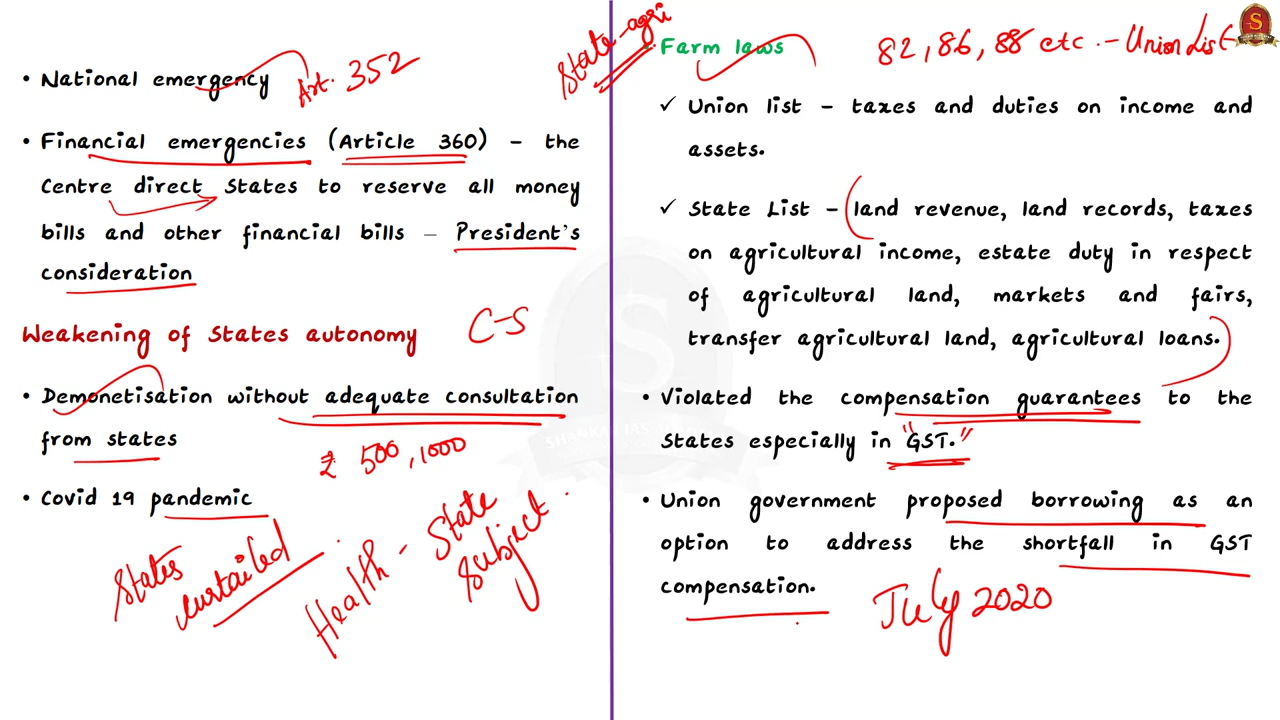 • National emergency Art. 352
• Financial emergencies (Article 360) – the
Centre direct States to reserve all money
bills and other financial bills – President's
consideration
Weakening of States autonomy C-S
• Demonetisation without adequate consultation
from states
₹ 500, 1000
• Covid 19 pandemic
States
curtailed
Health - State
subject
State-agri
• Farm laws
82, 86, 88 etc. - Union List
✓ Union list – taxes and duties on income and
assets.
✓ State List – land revenue, land records, taxes
on agricultural income, estate duty in respect
of agricultural land, markets and fairs,
transfer agricultural land, agricultural loans.
• Violated the compensation guarantees to the
States especially in "GST."
• Union government proposed borrowing as an
option to address the shortfall in GST
compensation.
July 2020